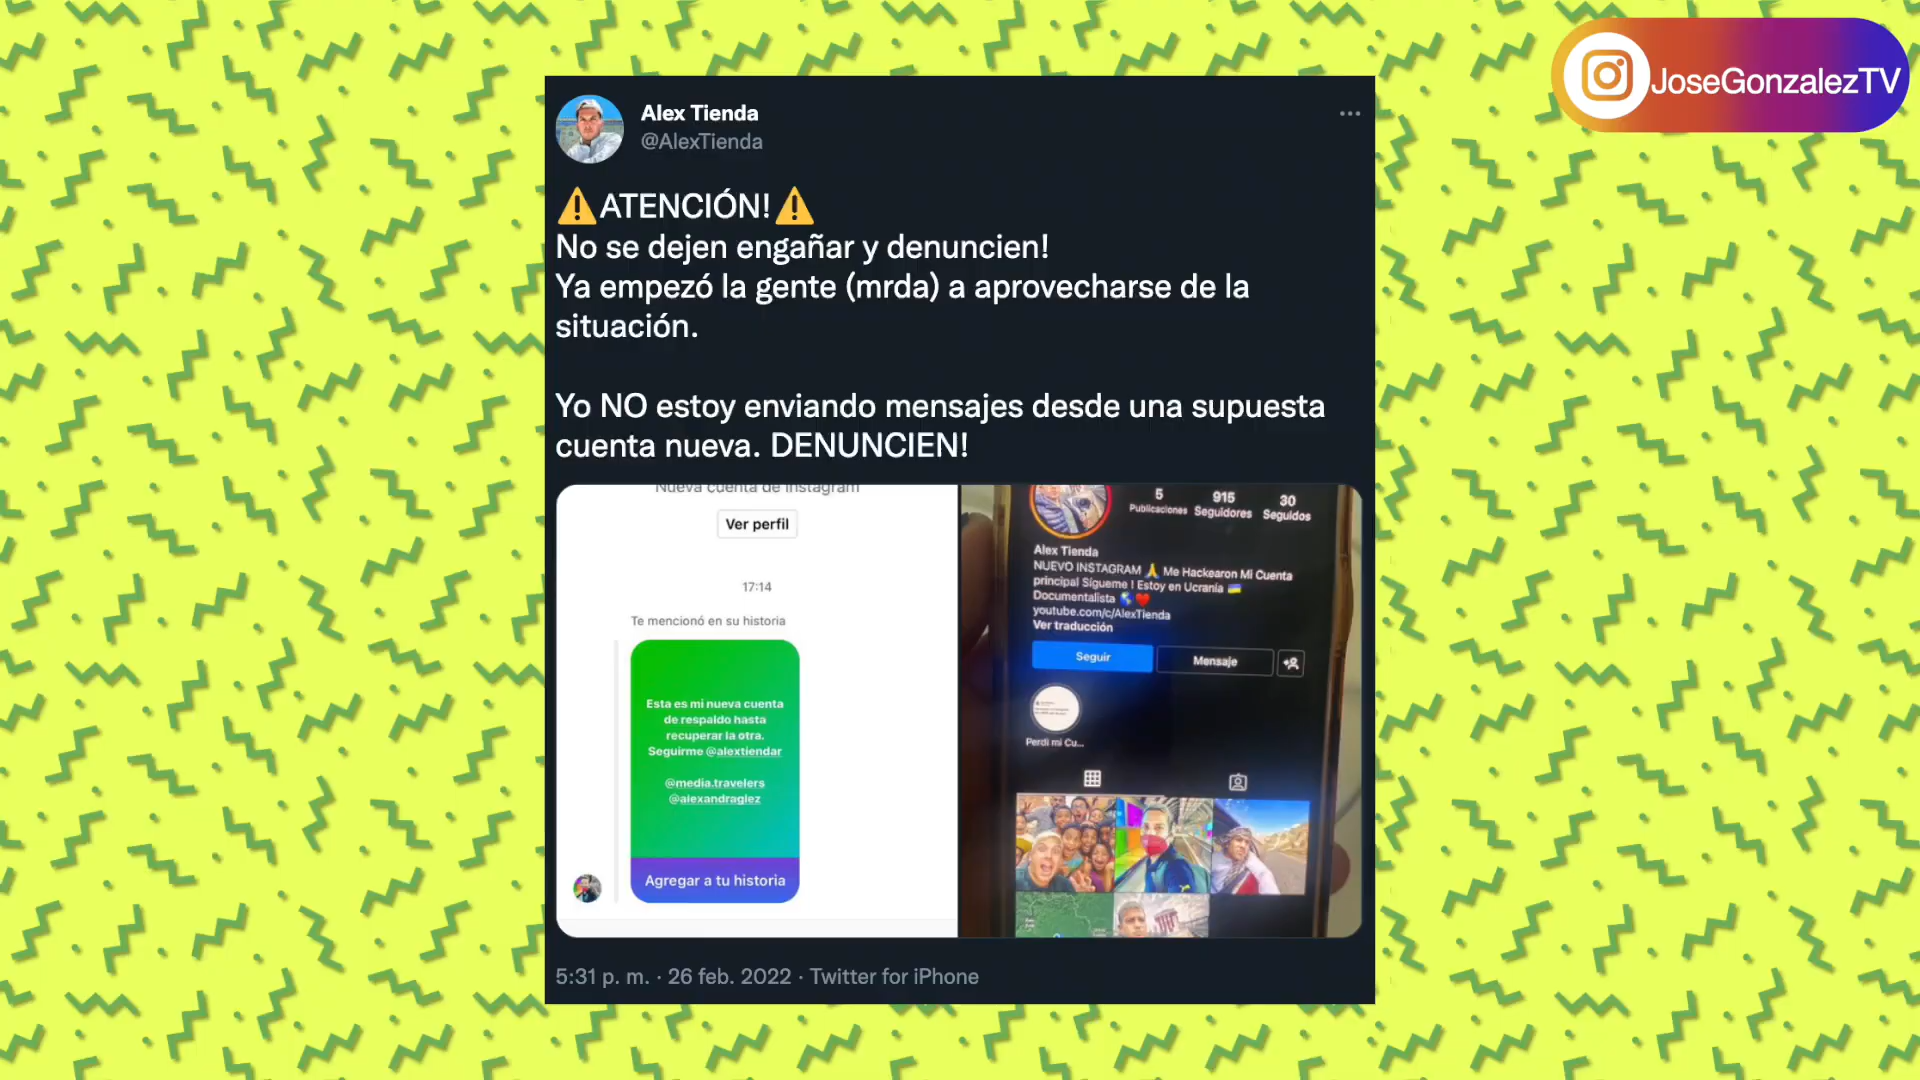 JoseGonzalezTV
Alex Tienda
@AlexTienda
⚠️ATENCIÓN!⚠️
No se dejen engañar y denuncien!
Ya empezó la gente (mrda) a aprovecharse de la
situación.
Yo NO estoy enviando mensajes desde una supuesta
cuenta nueva. DENUNCIEN!
Nueva cuenta de Instagram
Ver perfil
17:14
Te mencionó en su historia
Esta es mi nueva cuenta
de respaldo hasta
recuperar la otra.
Seguirme @alextiendar
@media.travelers
@alexandraglez
Agregar a tu historia
5 915 30
Publicaciones Seguidores Seguidos
Alex Tienda
NUEVO INSTAGRAM 🙏 Me Hackearon Mi Cuenta
principal Sígueme ! Estoy en Ucrania 🇺🇦
Documentalista 🌎❤️
youtube.com/c/AlexTienda
Ver traducción
Seguir Mensaje
Perdi mi Cu...
5:31 p. m. · 26 feb. 2022 · Twitter for iPhone